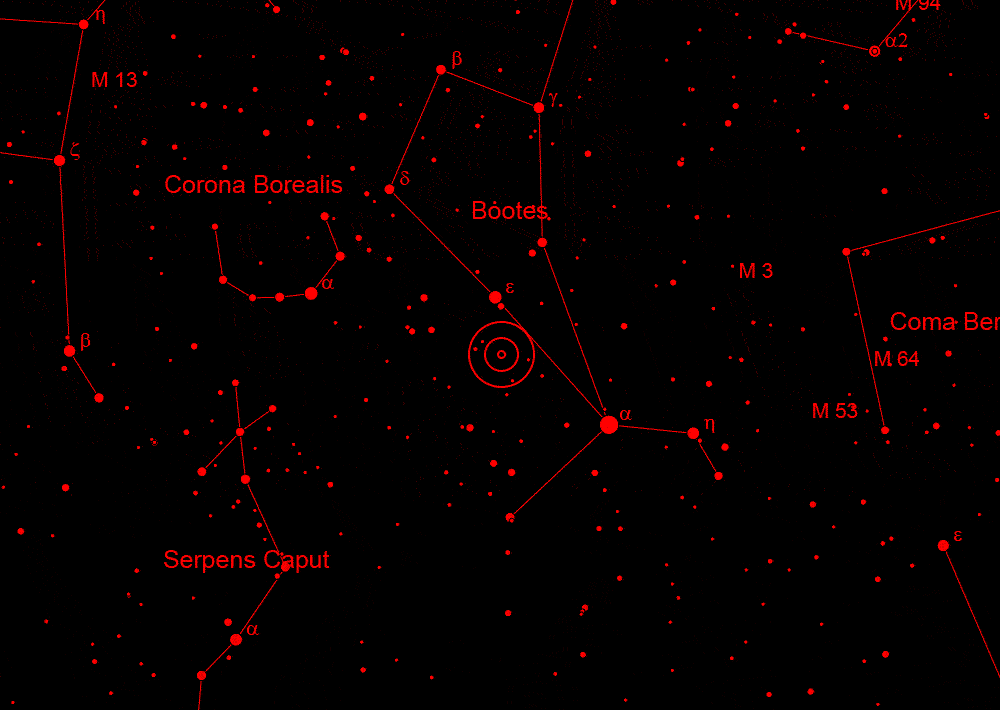 M 94
η
α2
β
M 13
γ
ζ
δ
Corona Borealis
Bootes
M 3
α
ε
Coma Ber
β
M 64
M 53
α
η
ε
Serpens Caput
α